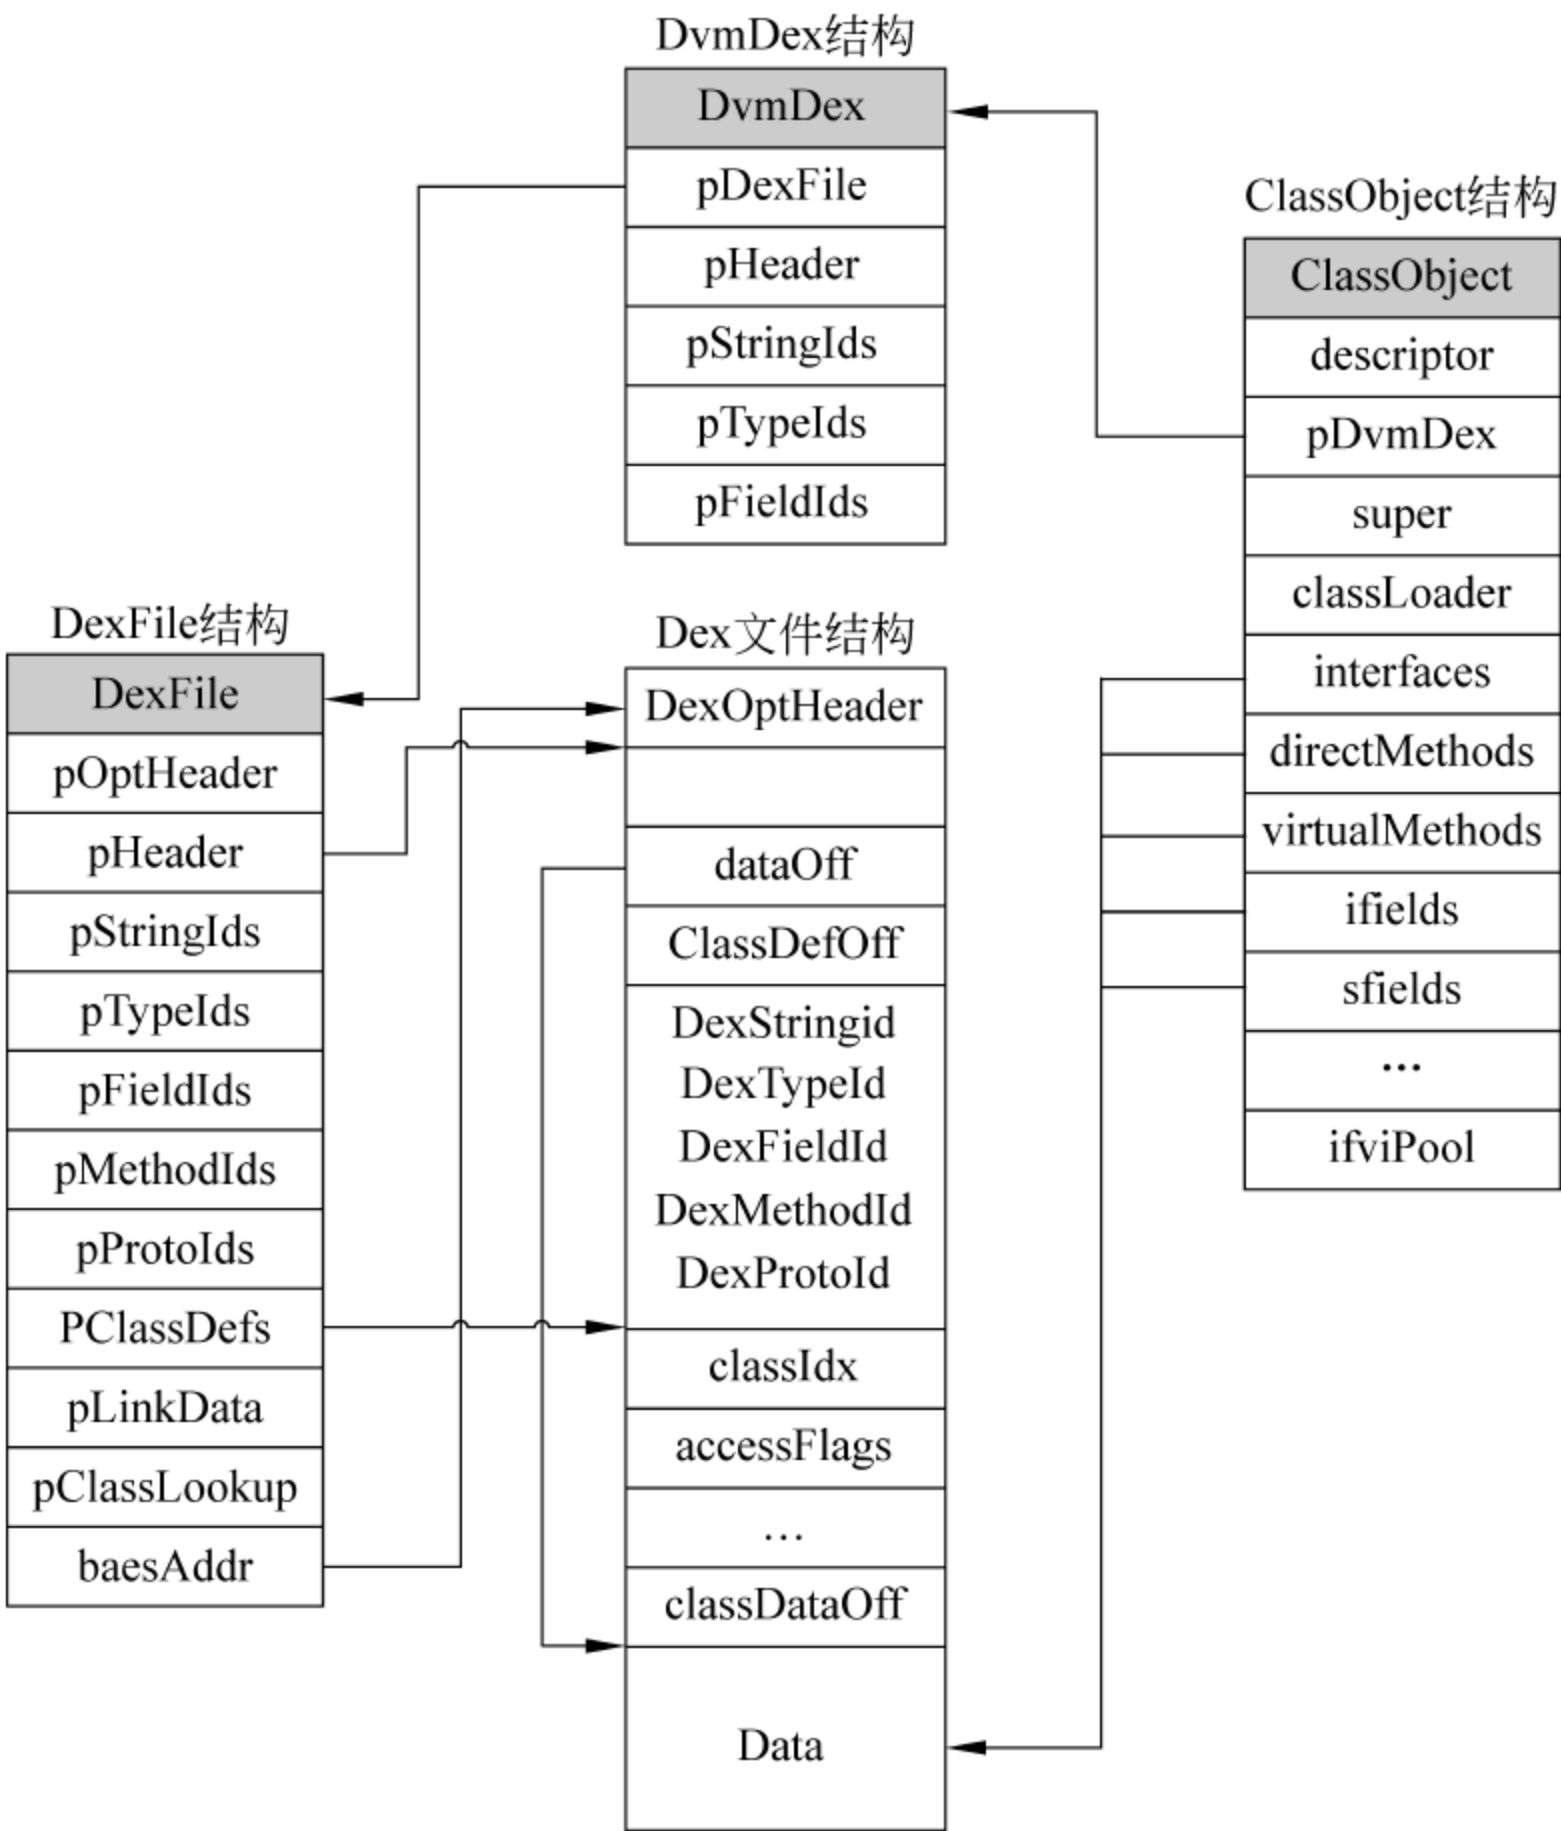 DvmDex结构
DvmDex
pDexFile
pHeader
pStringIds
pTypeIds
pFieldIds
ClassObject结构
ClassObject
descriptor
pDvmDex
super
classLoader
interfaces
directMethods
virtualMethods
ifields
sfields
...
ifviPool
DexFile结构
DexFile
pOptHeader
pHeader
pStringIds
pTypeIds
pFieldIds
pMethodIds
pProtoIds
PClassDefs
pLinkData
pClassLookup
baesAddr
Dex文件结构
DexOptHeader
dataOff
ClassDefOff
DexStringid
DexTypeId
DexFieldId
DexMethodId
DexProtoId
classIdx
accessFlags
...
classDataOff
Data